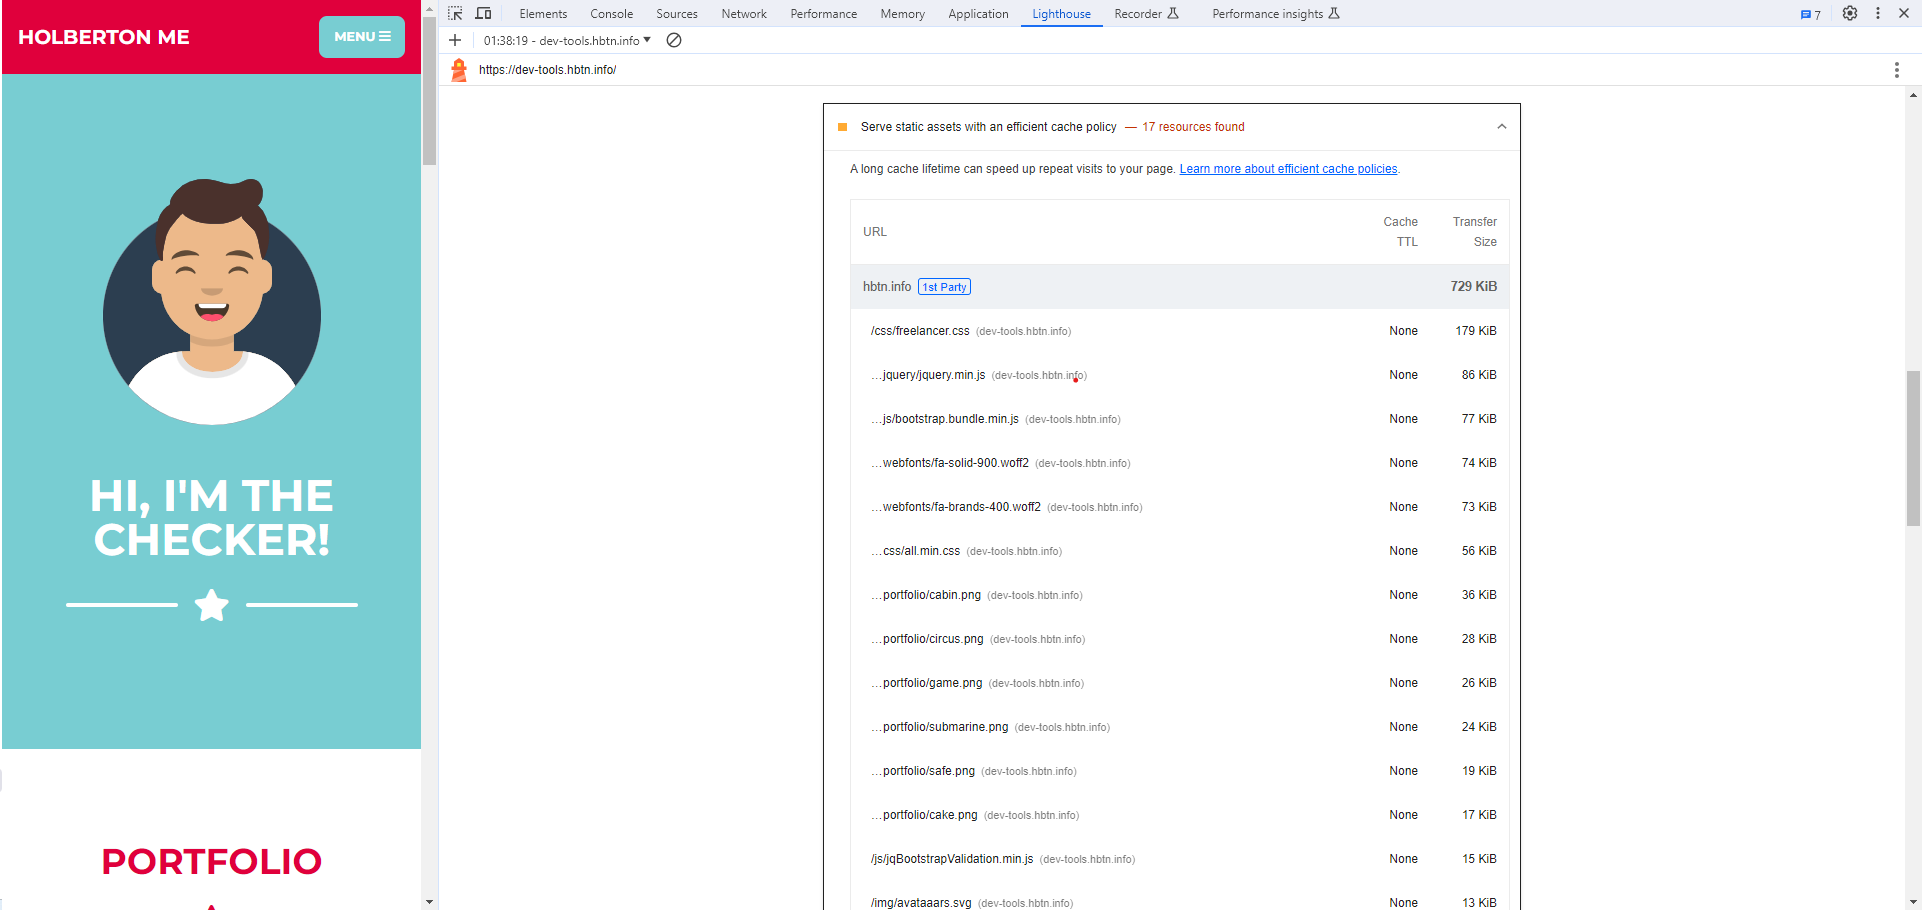 HOLBERTON ME
MENU
HI, I'M THE
CHECKER!
PORTFOLIO
Elements Console Sources Network Performance Memory Application Lighthouse Recorder Performance insights 7
01:38:19 - dev-tools.hbtn.info
https://dev-tools.hbtn.info/
Serve static assets with an efficient cache policy — 17 resources found
A long cache lifetime can speed up repeat visits to your page. Learn more about efficient cache policies.
URL Cache TTL Transfer Size
hbtn.info 1st Party 729 KiB
/css/freelancer.css (dev-tools.hbtn.info) None 179 KiB
…jquery/jquery.min.js (dev-tools.hbtn.info) None 86 KiB
…js/bootstrap.bundle.min.js (dev-tools.hbtn.info) None 77 KiB
…webfonts/fa-solid-900.woff2 (dev-tools.hbtn.info) None 74 KiB
…webfonts/fa-brands-400.woff2 (dev-tools.hbtn.info) None 73 KiB
…css/all.min.css (dev-tools.hbtn.info) None 56 KiB
…portfolio/cabin.png (dev-tools.hbtn.info) None 36 KiB
…portfolio/circus.png (dev-tools.hbtn.info) None 28 KiB
…portfolio/game.png (dev-tools.hbtn.info) None 26 KiB
…portfolio/submarine.png (dev-tools.hbtn.info) None 24 KiB
…portfolio/safe.png (dev-tools.hbtn.info) None 19 KiB
…portfolio/cake.png (dev-tools.hbtn.info) None 17 KiB
/js/jqBootstrapValidation.min.js (dev-tools.hbtn.info) None 15 KiB
/img/avataaars.svg (dev-tools.hbtn.info) None 13 KiB